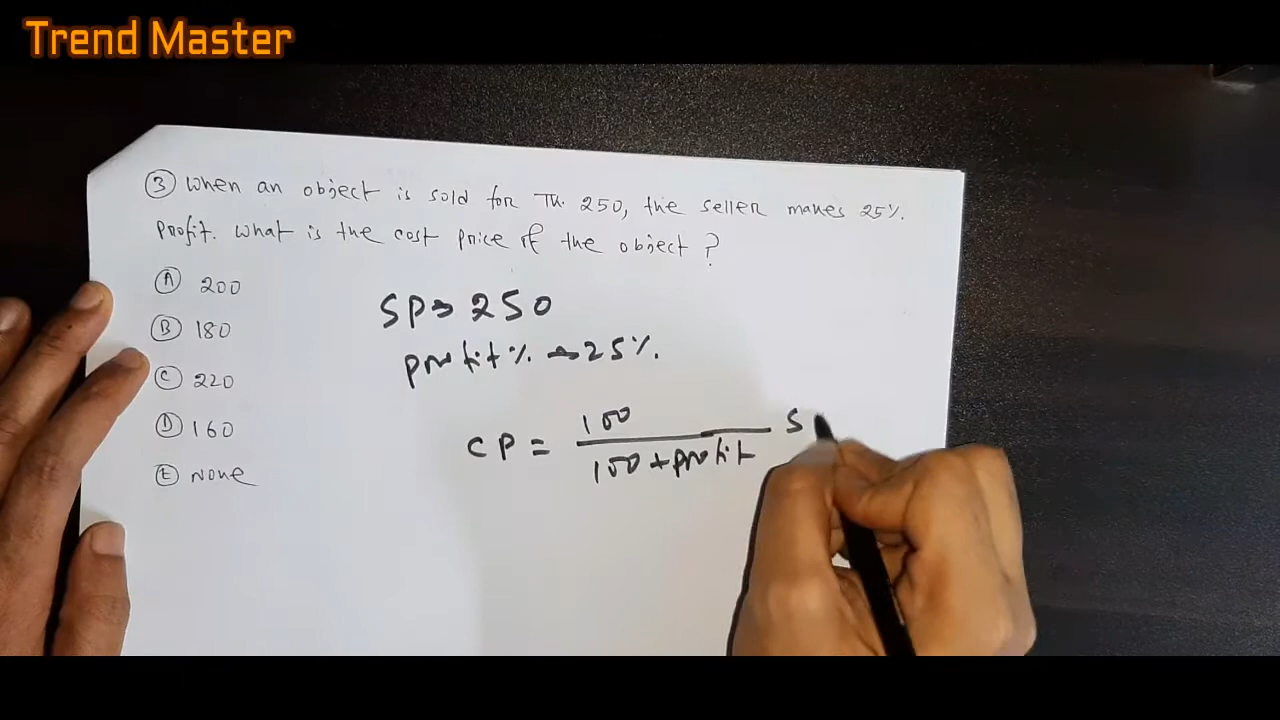 Trend Master
③ When an object is sold for Tk. 250, the seller makes 25%.
Profit. What is the cost price of the object?
Ⓐ 200
Ⓑ 180
Ⓒ 220
Ⓓ 160
Ⓔ None
SP → 250
profit% → 25%.
CP = 100 / 100 + profit S